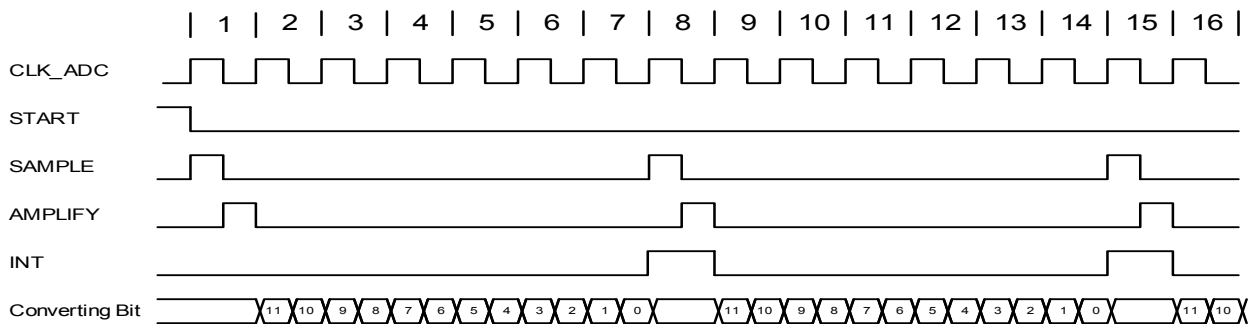 1 2 3 4 5 6 7 8 9 10 11 12 13 14 15 16
CLK_ADC
START
SAMPLE
AMPLIFY
INT
Converting Bit 11 10 9 8 7 6 5 4 3 2 1 0 11 10 9 8 7 6 5 4 3 2 1 0 11 10